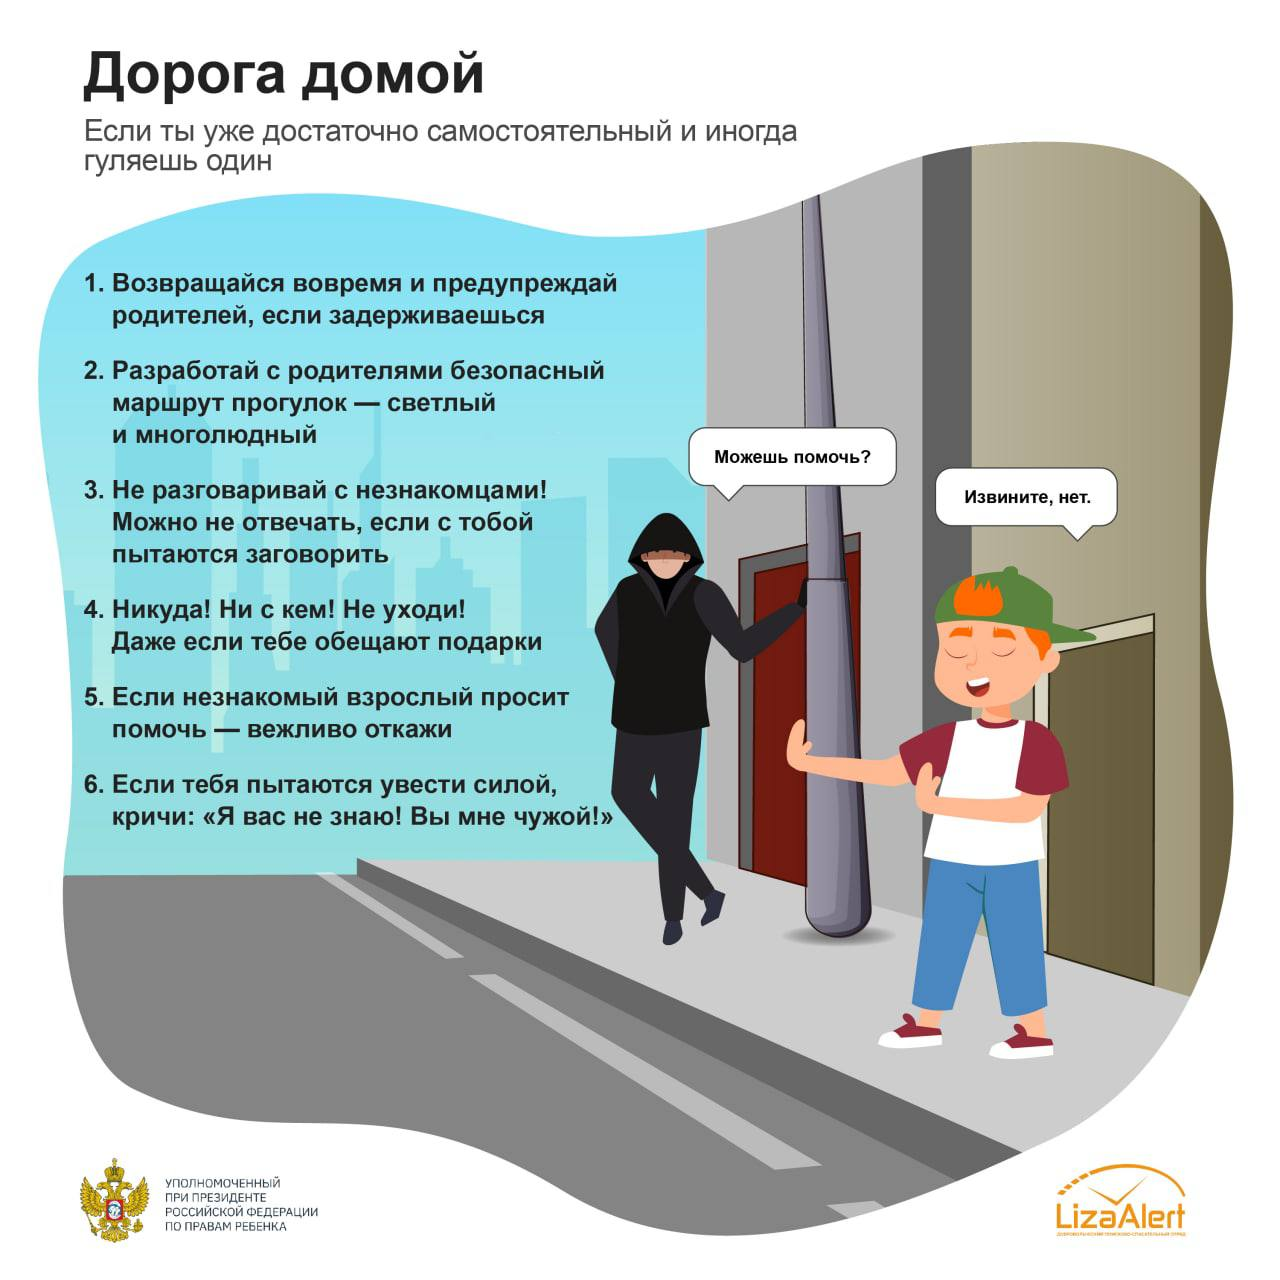 Дорога домой
Если ты уже достаточно самостоятельный и иногда
гуляешь один
1. Возвращайся вовремя и предупреждай
родителей, если задерживаешься
2. Разработай с родителями безопасный
маршрут прогулок — светлый
и многолюдный
3. Не разговаривай с незнакомцами!
Можно не отвечать, если с тобой
пытаются заговорить
4. Никуда! Ни с кем! Не уходи!
Даже если тебе обещают подарки
5. Если незнакомый взрослый просит
помочь — вежливо откажи
6. Если тебя пытаются увести силой,
кричи: «Я вас не знаю! Вы мне чужой!»
Можешь помочь?
Извините, нет.
УПОЛНОМОЧЕННЫЙ
ПРИ ПРЕЗИДЕНТЕ
РОССИЙСКОЙ ФЕДЕРАЦИИ
ПО ПРАВАМ РЕБЕНКА
LizaAlert
ДОБРОВОЛЬЧЕСКИЙ ПОИСКОВО-СПАСАТЕЛЬНЫЙ ОТРЯД